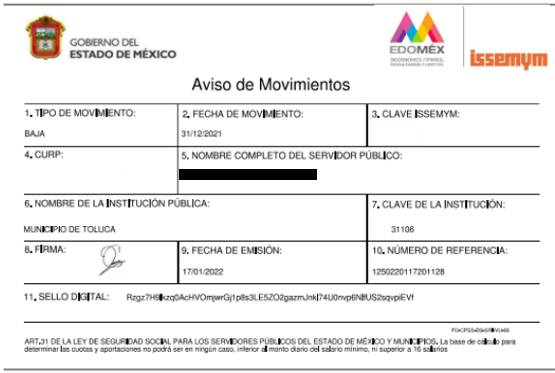 GOBIERNO DEL
ESTADO DE MÉXICO
EDOMÉX
DECISIONES FIRMES, RESULTADOS FUERTES.
issemym
Aviso de Movimientos
1. TIPO DE MOVIMIENTO:
BAJA
2. FECHA DE MOVIMIENTO:
31/12/2021
3. CLAVE ISSEMYM:
4. CURP:
5. NOMBRE COMPLETO DEL SERVIDOR PÚBLICO:
6. NOMBRE DE LA INSTITUCIÓN PÚBLICA:
MUNICIPIO DE TOLUCA
7. CLAVE DE LA INSTITUCIÓN:
31106
8. FIRMA:
9. FECHA DE EMISIÓN:
17/01/2022
10. NÚMERO DE REFERENCIA:
1250220117201128
11. SELLO DIGITAL:
ART.31 DE LA LEY DE SEGURIDAD SOCIAL PARA LOS SERVIDORES PÚBLICOS DEL ESTADO DE MÉXICO Y MUNICIPIOS. La base de cálculo para
determinar las cuotas y aportaciones no podrá ser en ningún caso, inferior al monto diario del salario mínimo, ni superior a 16 salarios